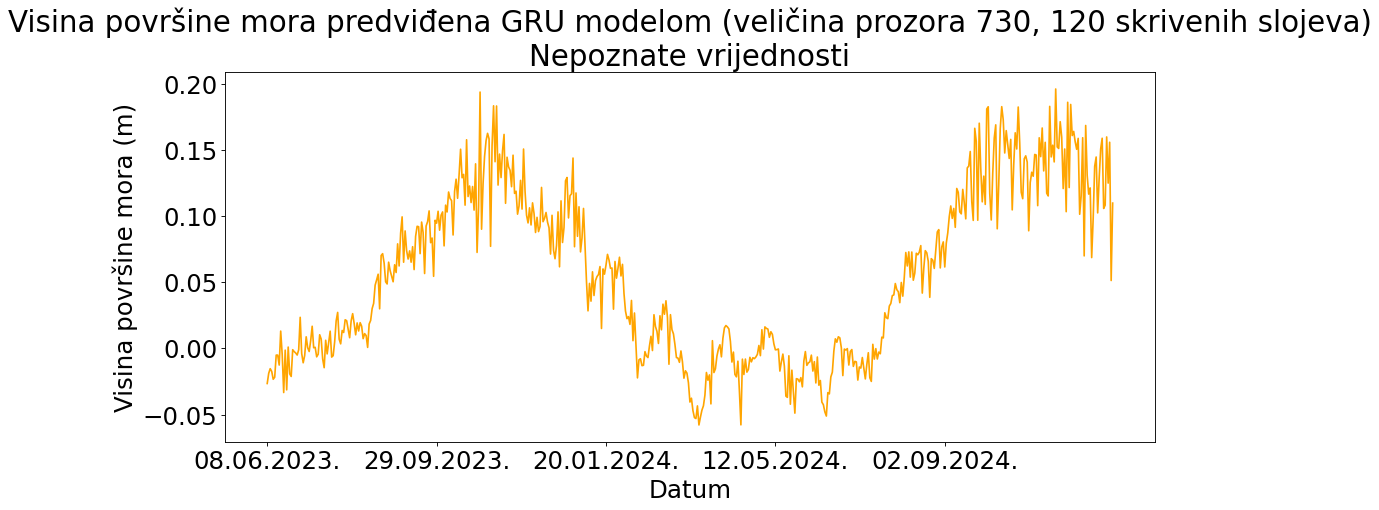 Visina površine mora predviđena GRU modelom (veličina prozora 730, 120 skrivenih slojeva)
Nepoznate vrijednosti
Visina površine mora (m)
0.20
0.15
0.10
0.05
0.00
−0.05
08.06.2023. 29.09.2023. 20.01.2024. 12.05.2024. 02.09.2024.
Datum